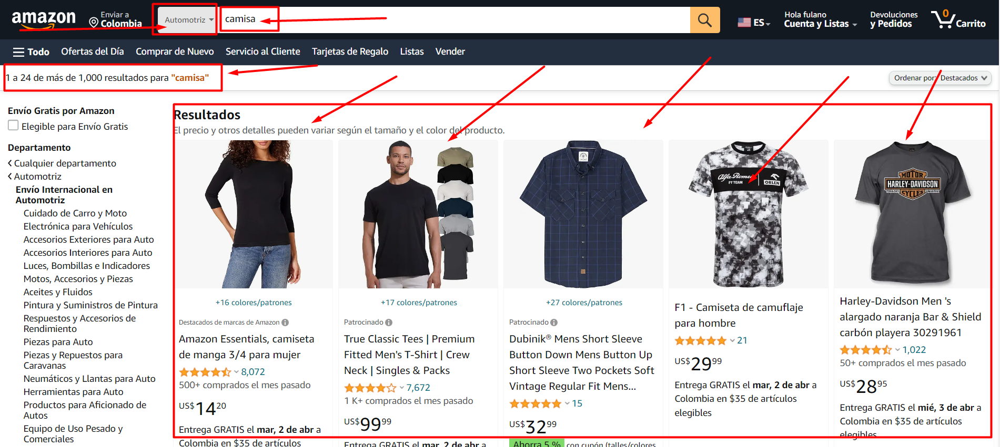 amazon
Enviar a
Colombia
Automotriz
camisa
ES
Hola fulano
Cuenta y Listas
Devoluciones
y Pedidos
0
Carrito
Todo
Ofertas del Día
Comprar de Nuevo
Servicio al Cliente
Tarjetas de Regalo
Listas
Vender
1 a 24 de más de 1,000 resultados para "camisa"
Ordenar por: Destacados
Envío Gratis por Amazon
Elegible para Envío Gratis
Departamento
Cualquier departamento
Automotriz
Envío Internacional en
Automotriz
Cuidado de Carro y Moto
Electrónica para Vehículos
Accesorios Exteriores para Auto
Accesorios Interiores para Auto
Luces, Bombillas e Indicadores
Motos, Accesorios y Piezas
Aceites y Fluidos
Pintura y Suministros de Pintura
Respuestos y Accesorios de
Rendimiento
Piezas para Auto
Piezas y Repuestos para
Caravanas
Neumáticos y Llantas para Auto
Herramientas para Auto
Productos para Aficionado de
Autos
Equipo de Uso Pesado y
Comerciales
Resultados
El precio y otros detalles pueden variar según el tamaño y el color del producto.
+16 colores/patrones
Destacados de marcas de Amazon
Amazon Essentials, camiseta
de manga 3/4 para mujer
8,072
500+ comprados el mes pasado
US$14 20
Entrega GRATIS el mar, 2 de abr a
Colombia en $35 de artículos
+17 colores/patrones
Patrocinado
True Classic Tees | Premium
Fitted Men's T-Shirt | Crew
Neck | Singles & Packs
7,672
1 K+ comprados el mes pasado
US$99 99
Entrega GRATIS el mar, 2 de abr a
+27 colores/patrones
Patrocinado
Dubinik® Mens Short Sleeve
Button Down Mens Button Up
Short Sleeve Two Pockets Soft
Vintage Regular Fit Mens...
15
US$32 99
Ahorra 5 % con cupón (talles/colores
Alfa Romeo
F1 TEAM
ORLEN
F1 - Camiseta de camuflaje
para hombre
21
US$29 99
Entrega GRATIS el mar, 2 de abr a
Colombia en $35 de artículos
elegibles
MOTOR
HARLEY-DAVIDSON
CYCLES
TRADE MARK
Harley-Davidson Men 's
alargado naranja Bar & Shield
carbón playera 30291961
1,022
50+ comprados el mes pasado
US$28 95
Entrega GRATIS el mié, 3 de abr a
Colombia en $35 de artículos
elegibles